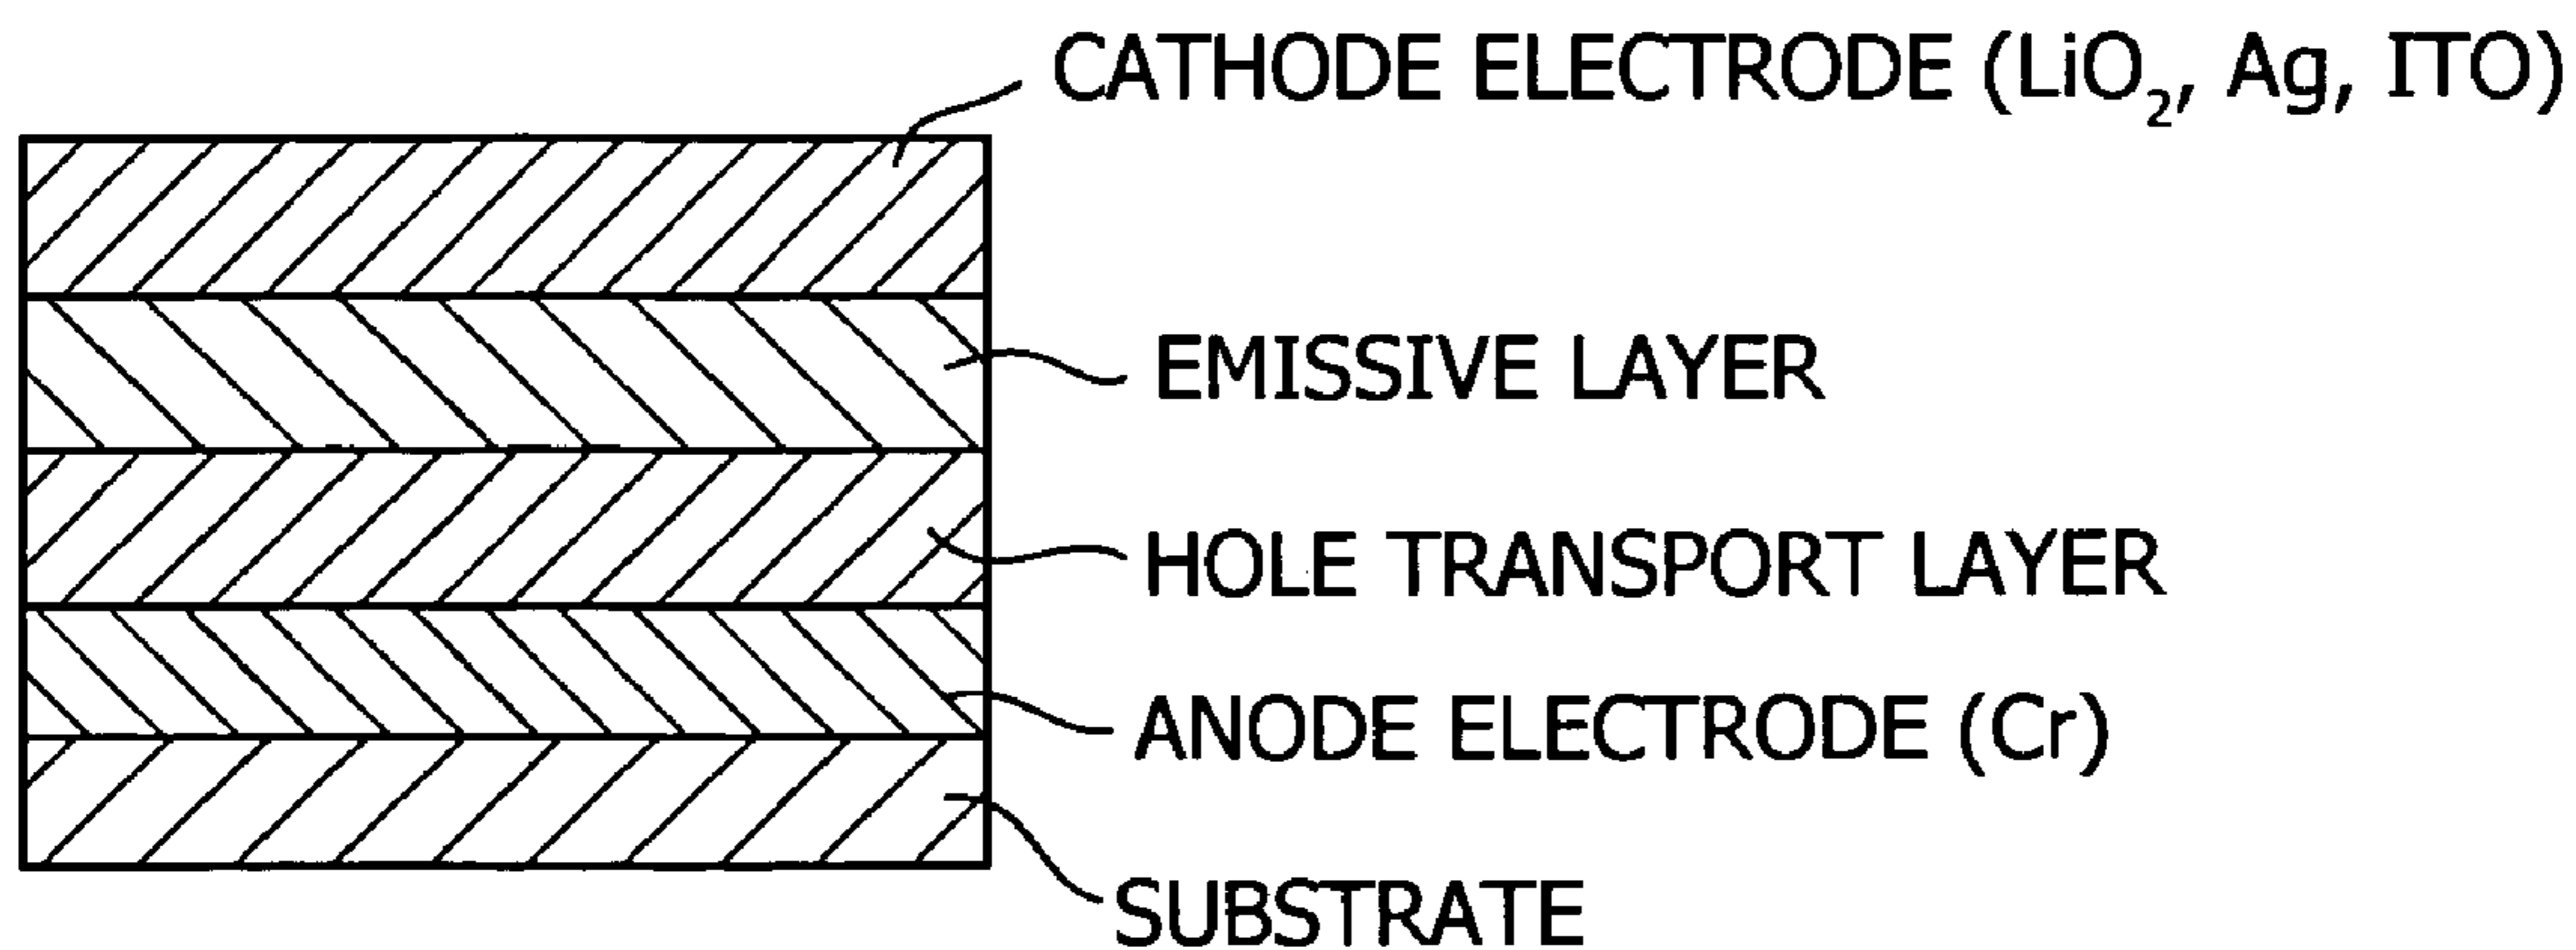 CATHODE ELECTRODE (LiO₂, Ag, ITO)
EMISSIVE LAYER
HOLE TRANSPORT LAYER
ANODE ELECTRODE (Cr)
SUBSTRATE